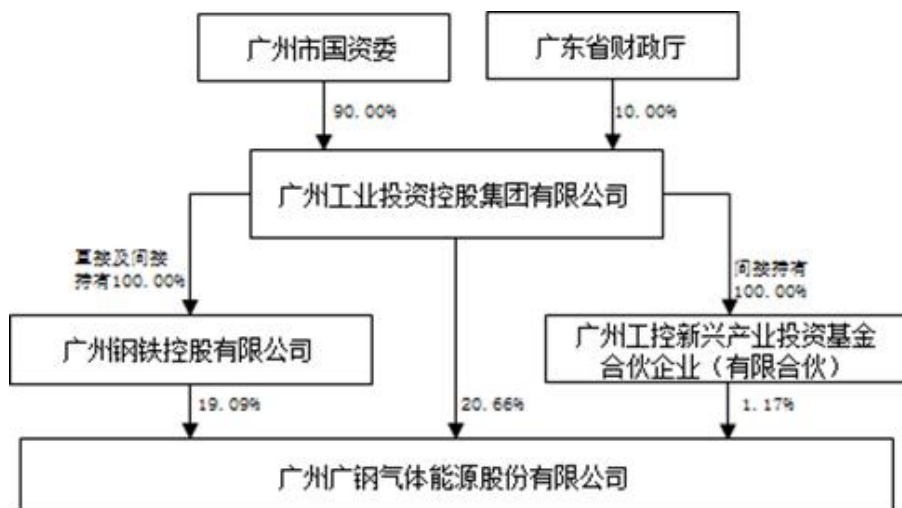 广州市国资委
广东省财政厅
90.00%
10.00%
广州工业投资控股集团有限公司
直接及间接
持有100.00%
间接持有
100.00%
广州钢铁控股有限公司
广州工控新兴产业投资基金
合伙企业（有限合伙）
19.09%
20.66%
1.17%
广州广钢气体能源股份有限公司